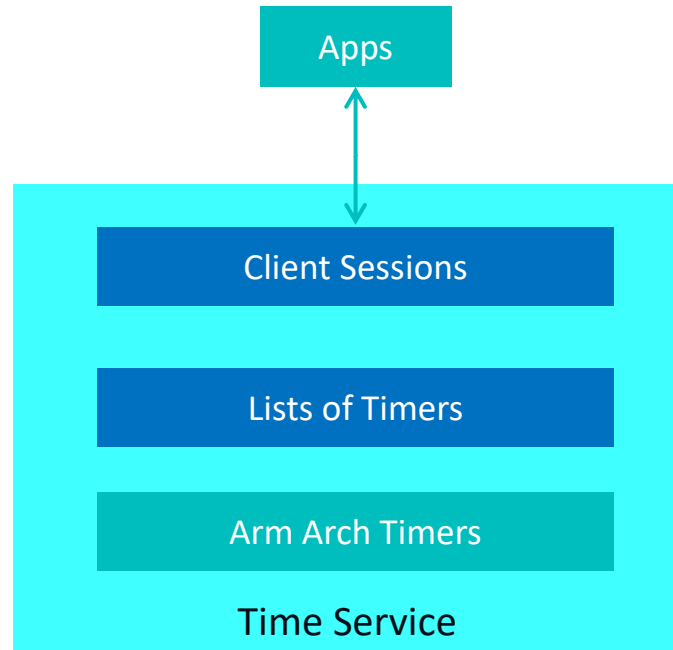 Apps
Client Sessions
Lists of Timers
Arm Arch Timers
Time Service